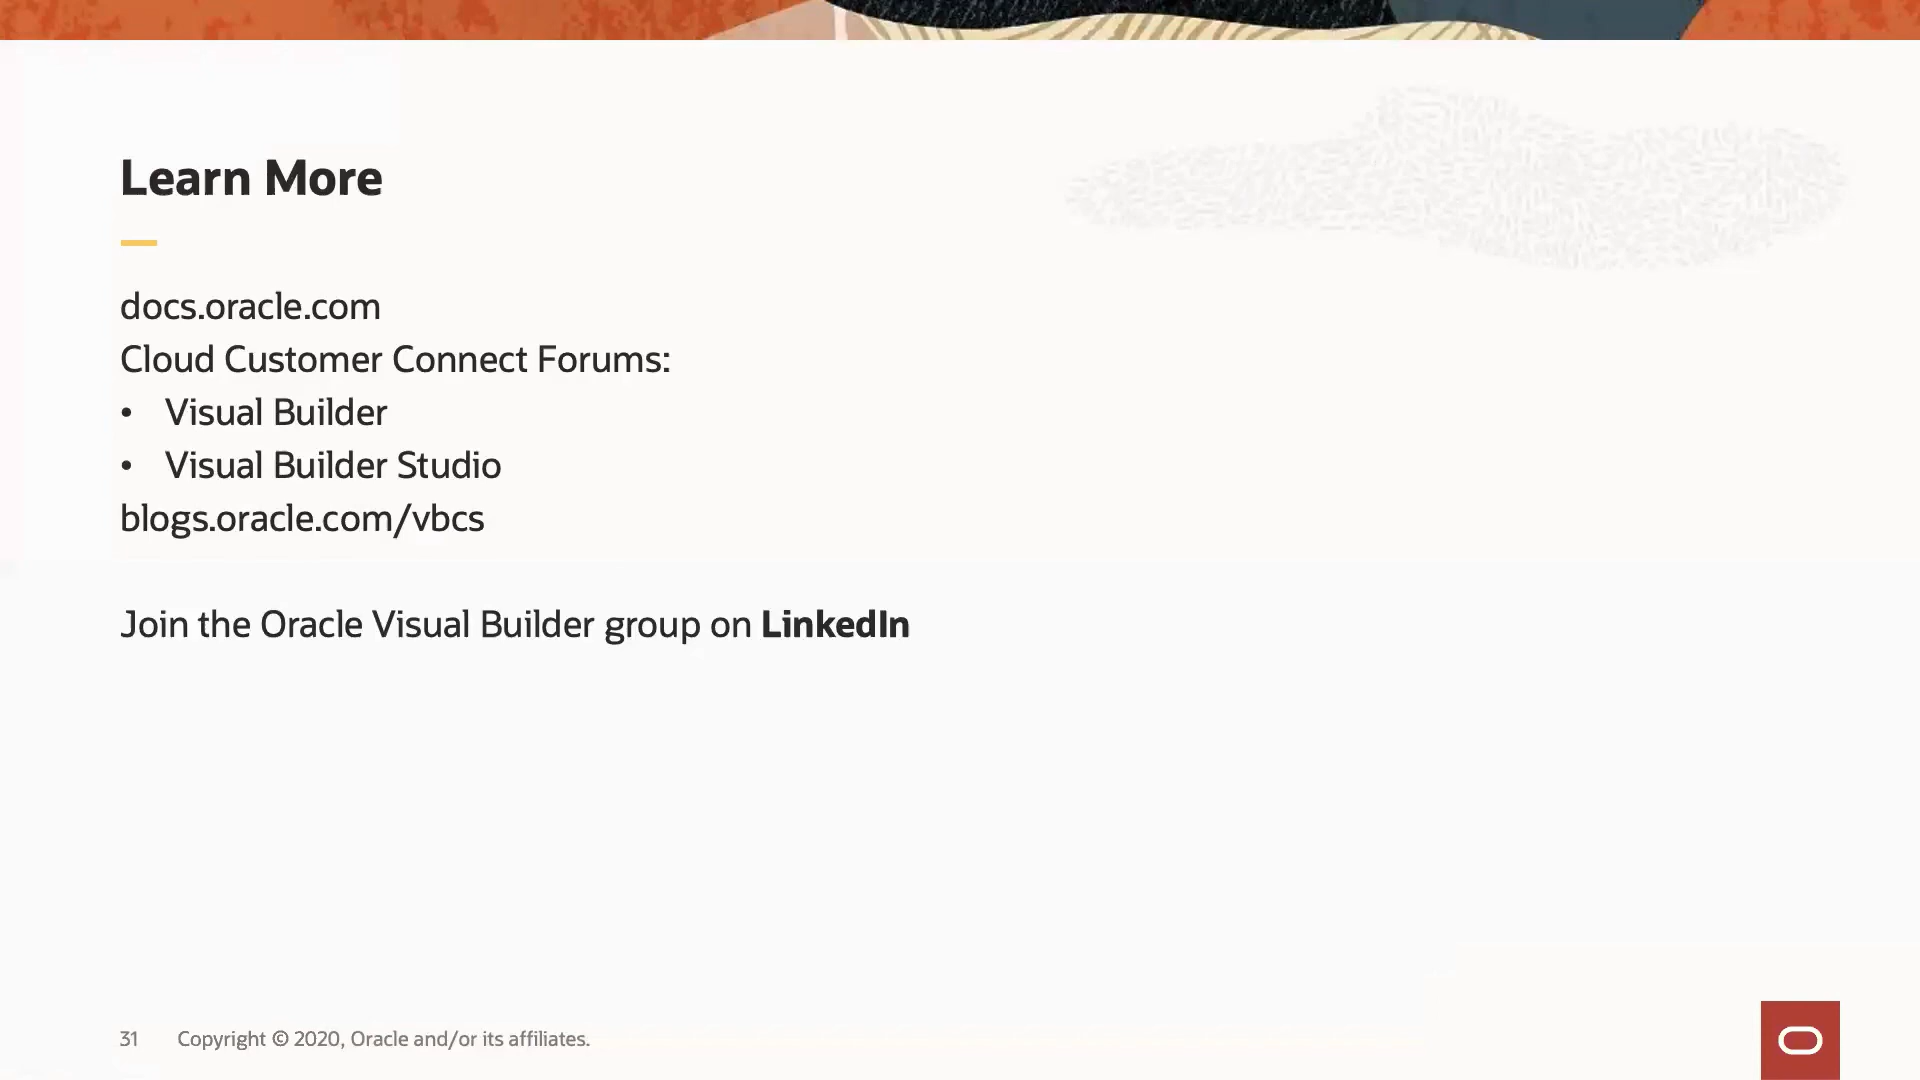 Learn More
docs.oracle.com
Cloud Customer Connect Forums:
• Visual Builder
• Visual Builder Studio
blogs.oracle.com/vbcs
Join the Oracle Visual Builder group on LinkedIn
31 Copyright © 2020, Oracle and/or its affiliates.